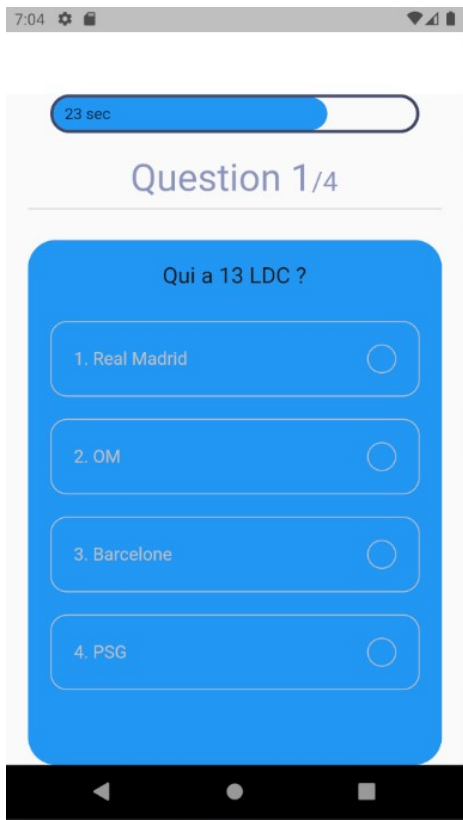 7:04
23 sec
Question 1/4
Qui a 13 LDC ?
1. Real Madrid
2. OM
3. Barcelone
4. PSG